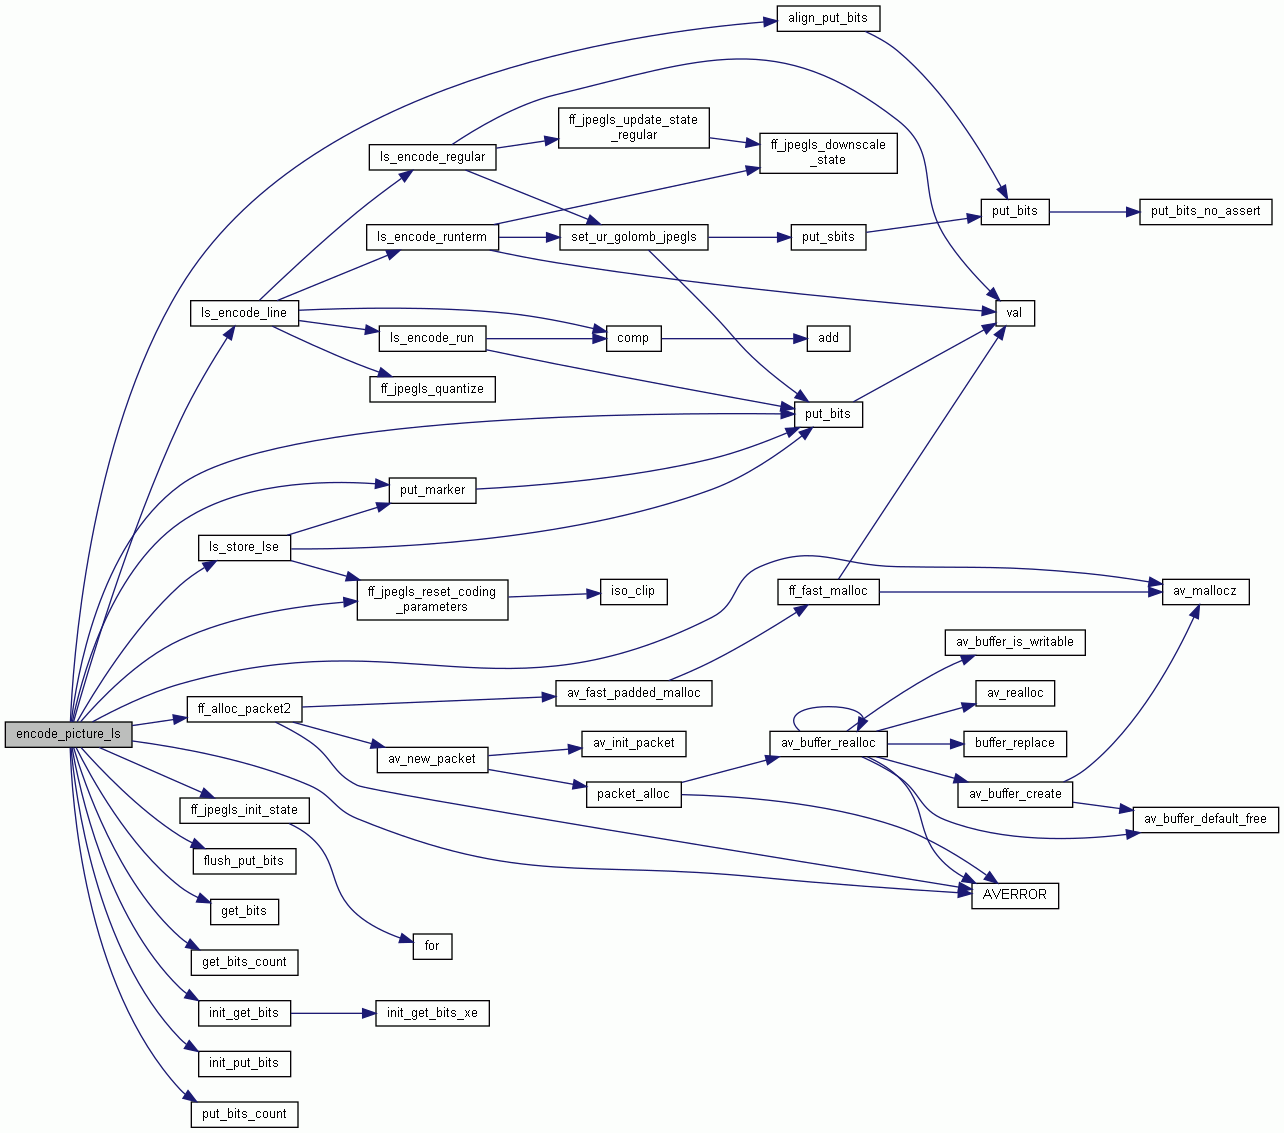 align_put_bits
ff_jpegls_update_state
_regular
ls_encode_regular
ff_jpegls_downscale
_state
put_bits
put_bits_no_assert
ls_encode_runterm
set_ur_golomb_jpegls
put_sbits
ls_encode_line
val
ls_encode_run
comp
add
ff_jpegls_quantize
put_bits
put_marker
ls_store_lse
ff_jpegls_reset_coding
_parameters
iso_clip
ff_fast_malloc
av_mallocz
av_buffer_is_writable
av_fast_padded_malloc
av_realloc
ff_alloc_packet2
encode_picture_ls
av_new_packet
av_init_packet
av_buffer_realloc
buffer_replace
packet_alloc
av_buffer_create
ff_jpegls_init_state
av_buffer_default_free
flush_put_bits
AVERROR
get_bits
for
get_bits_count
init_get_bits
init_get_bits_xe
init_put_bits
put_bits_count